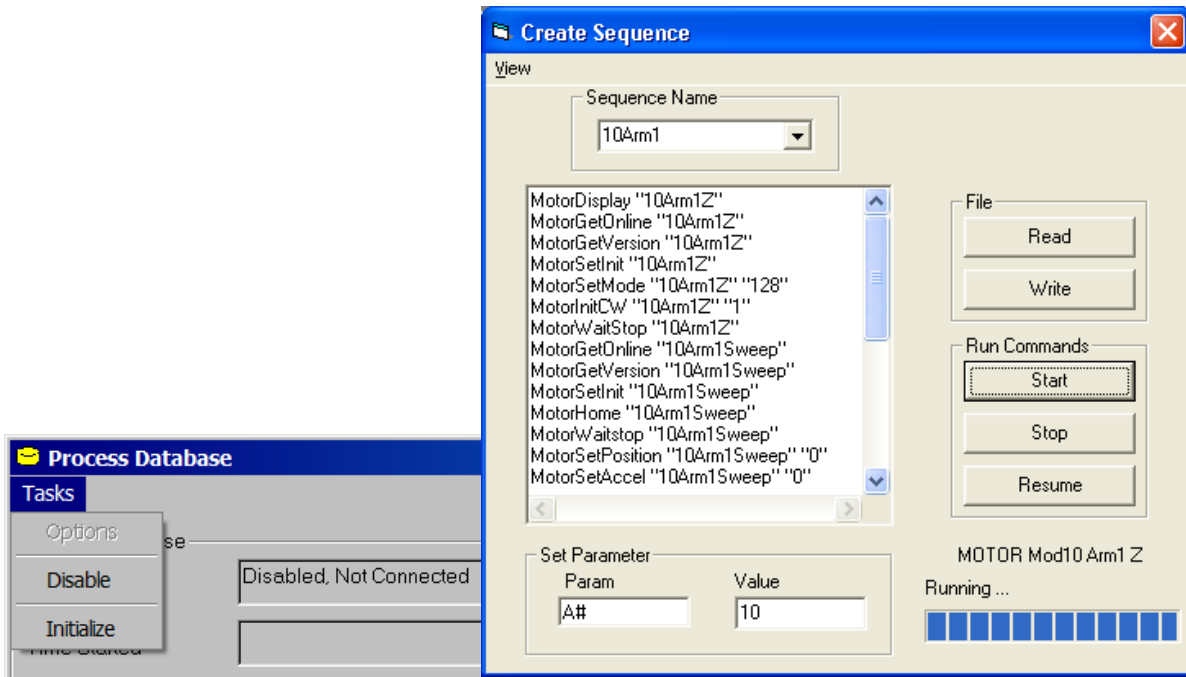 Process Database
Tasks
Options
Disable
Initialize
se
Disabled, Not Connected
Create Sequence
View
Sequence Name
10Arm1
MotorDisplay "10Arm1Z"
MotorGetOnline "10Arm1Z"
MotorGetVersion "10Arm1Z"
MotorSetInit "10Arm1Z"
MotorSetMode "10Arm1Z" "128"
MotorInitCW "10Arm1Z" "1"
MotorWaitStop "10Arm1Z"
MotorGetOnline "10Arm1Sweep"
MotorGetVersion "10Arm1Sweep"
MotorSetInit "10Arm1Sweep"
MotorHome "10Arm1Sweep"
MotorWaitstop "10Arm1Sweep"
MotorSetPosition "10Arm1Sweep" "0"
MotorSetAccel "10Arm1Sweep" "0"
File
Read
Write
Run Commands
Start
Stop
Resume
Set Parameter
Param Value
A# 10
MOTOR Mod10 Arm1 Z
Running ...